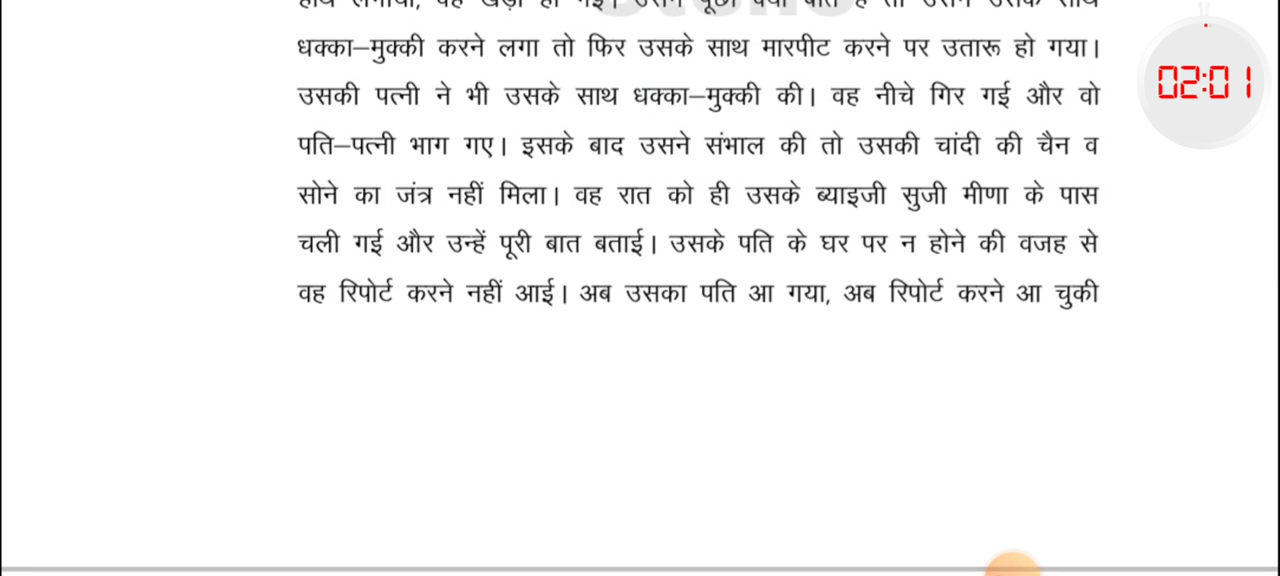 धक्का–मुक्की करने लगा तो फिर उसके साथ मारपीट करने पर उतारू हो गया।
उसकी पत्नी ने भी उसके साथ धक्का–मुक्की की। वह नीचे गिर गई और वो
पति–पत्नी भाग गए। इसके बाद उसने संभाल की तो उसकी चांदी की चैन व
सोने का जंत्र नहीं मिला। वह रात को ही उसके ब्याइजी सुजी मीणा के पास
चली गई और उन्हें पूरी बात बताई। उसके पति के घर पर न होने की वजह से
वह रिपोर्ट करने नहीं आई। अब उसका पति आ गया, अब रिपोर्ट करने आ चुकी
02:01